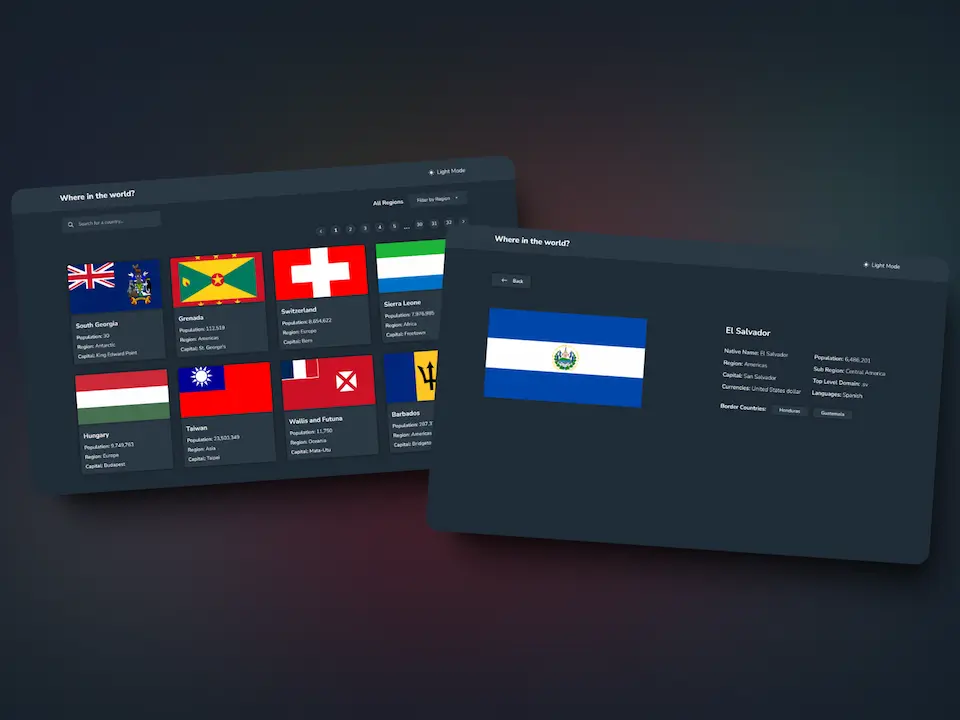 Where in the world?
Light Mode
Search for a country...
All Regions
Filter by Region
1 2 3 4 5 ... 30 31 32
South Georgia
Population: 30
Region: Antarctic
Capital: King Edward Point
Grenada
Population: 112,519
Region: Americas
Capital: St. George's
Switzerland
Population: 8,654,622
Region: Europe
Capital: Bern
Sierra Leone
Population: 7,976,985
Region: Africa
Capital: Freetown
Hungary
Population: 9,749,763
Region: Europe
Capital: Budapest
Taiwan
Population: 23,503,349
Region: Asia
Capital: Taipei
Wallis and Futuna
Population: 11,750
Region: Oceania
Capital: Mata-Utu
Barbados
Population: 287,3
Region: Americas
Capital: Bridgeto
Where in the world?
Light Mode
Back
El Salvador
Native Name: El Salvador
Region: Americas
Capital: San Salvador
Currencies: United States dollar
Population: 6,486,201
Sub Region: Central America
Top Level Domain: .sv
Languages: Spanish
Border Countries: Honduras Guatemala